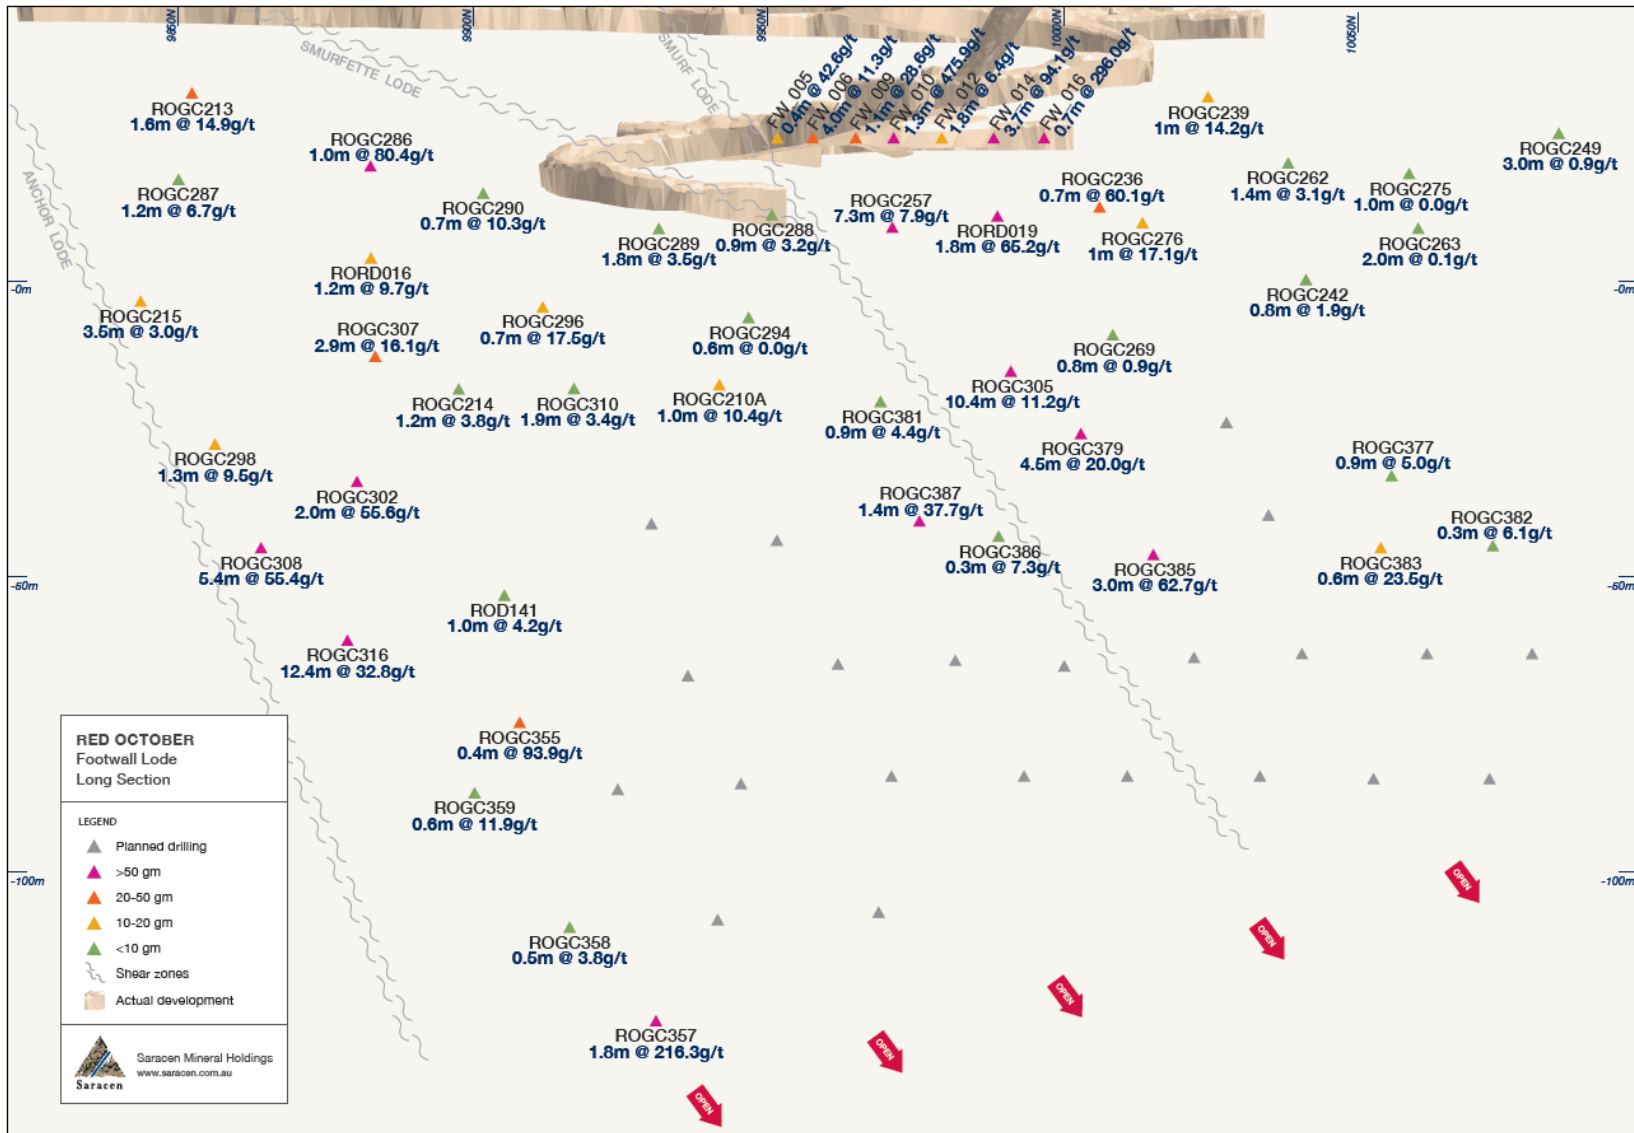 9850N
9900N
9950N
10000N
10050N
SMURFETTE LODE
SMURF LODE
ANCHOR LODE
FW_005
0.4m @ 42.6g/t
FW_006
4.0m @ 11.3g/t
FW_009
1.1m @ 28.6g/t
FW_010
1.3m @ 475.9g/t
FW_012
1.8m @ 6.4g/t
FW_014
3.7m @ 94.1g/t
FW_016
0.7m @ 296.0g/t
ROGC213
1.6m @ 14.9g/t
ROGC286
1.0m @ 80.4g/t
ROGC239
1m @ 14.2g/t
ROGC249
3.0m @ 0.9g/t
ROGC287
1.2m @ 6.7g/t
ROGC290
0.7m @ 10.3g/t
ROGC257
7.3m @ 7.9g/t
ROGC236
0.7m @ 60.1g/t
ROGC262
1.4m @ 3.1g/t
ROGC275
1.0m @ 0.0g/t
ROGC289
1.8m @ 3.5g/t
ROGC288
0.9m @ 3.2g/t
RORD019
1.8m @ 65.2g/t
ROGC276
1m @ 17.1g/t
ROGC263
2.0m @ 0.1g/t
RORD016
1.2m @ 9.7g/t
-0m
-0m
ROGC242
0.8m @ 1.9g/t
ROGC215
3.5m @ 3.0g/t
ROGC307
2.9m @ 16.1g/t
ROGC296
0.7m @ 17.5g/t
ROGC294
0.6m @ 0.0g/t
ROGC269
0.8m @ 0.9g/t
ROGC305
10.4m @ 11.2g/t
ROGC214
1.2m @ 3.8g/t
ROGC310
1.9m @ 3.4g/t
ROGC210A
1.0m @ 10.4g/t
ROGC381
0.9m @ 4.4g/t
ROGC379
4.5m @ 20.0g/t
ROGC377
0.9m @ 5.0g/t
ROGC298
1.3m @ 9.5g/t
ROGC302
2.0m @ 55.6g/t
ROGC387
1.4m @ 37.7g/t
ROGC382
0.3m @ 6.1g/t
ROGC386
0.3m @ 7.3g/t
ROGC385
3.0m @ 62.7g/t
ROGC383
0.6m @ 23.5g/t
ROGC308
5.4m @ 55.4g/t
-50m
-50m
ROD141
1.0m @ 4.2g/t
ROGC316
12.4m @ 32.8g/t
ROGC355
0.4m @ 93.9g/t
ROGC359
0.6m @ 11.9g/t
-100m
-100m
ROGC358
0.5m @ 3.8g/t
ROGC357
1.8m @ 216.3g/t
OPEN
OPEN
OPEN
OPEN
OPEN
RED OCTOBER
Footwall Lode
Long Section
LEGEND
Planned drilling
>50 gm
20-50 gm
10-20 gm
<10 gm
Shear zones
Actual development
Saracen
Saracen Mineral Holdings
www.saracen.com.au